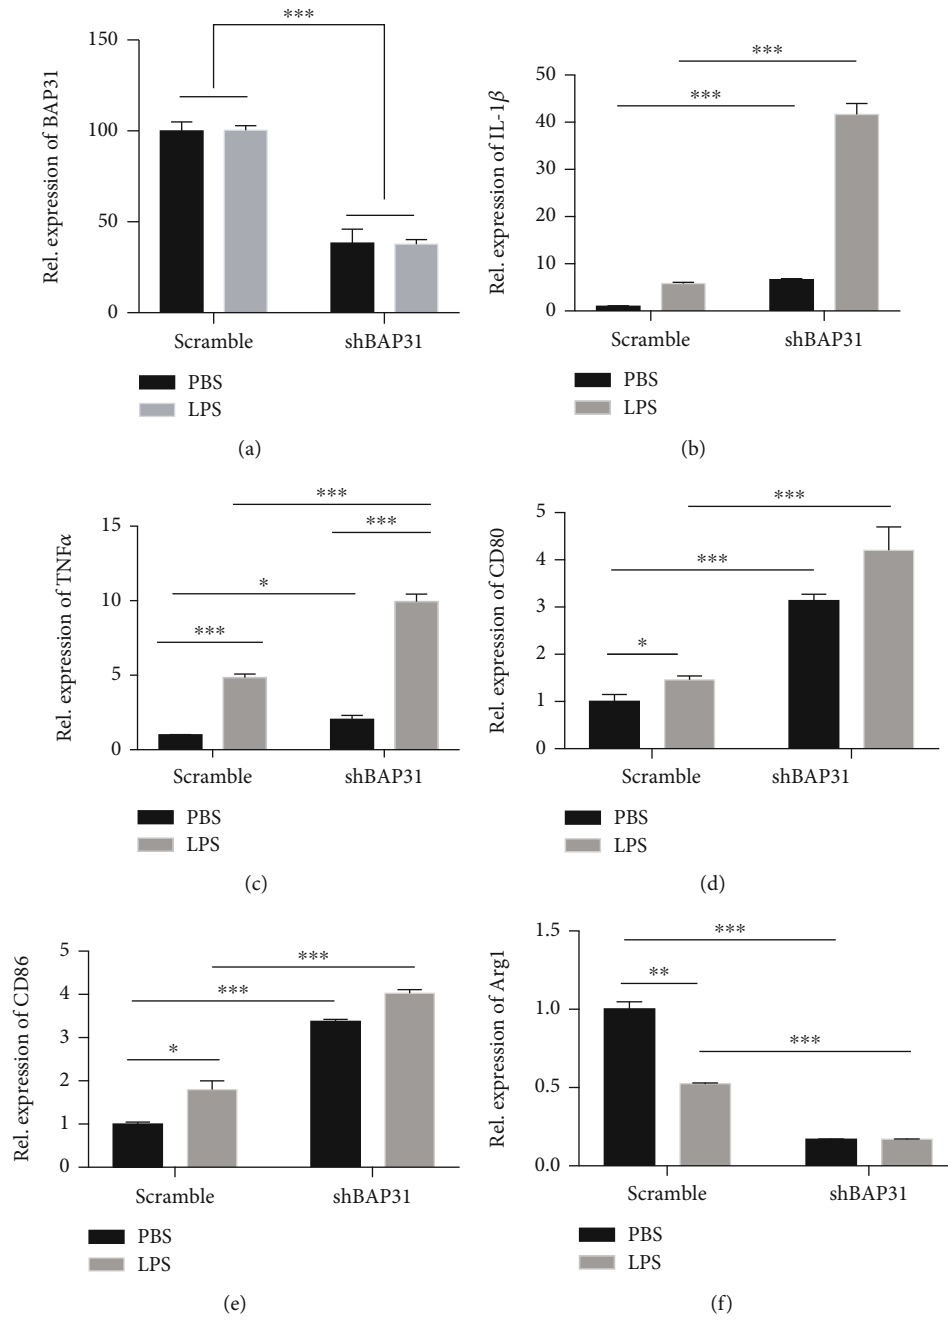 ***
Rel. expression of BAP31
150
100
50
0
Scramble
shBAP31
PBS
LPS
(a)
***
***
Rel. expression of IL-1β
50
40
30
20
10
0
Scramble
shBAP31
PBS
LPS
(b)
***
***
*
***
Rel. expression of TNFα
15
10
5
0
Scramble
shBAP31
PBS
LPS
(c)
***
***
*
Rel. expression of CD80
5
4
3
2
1
0
Scramble
shBAP31
PBS
LPS
(d)
***
***
*
Rel. expression of CD86
5
4
3
2
1
0
Scramble
shBAP31
PBS
LPS
(e)
***
**
***
Rel. expression of Arg1
1.5
1.0
0.5
0.0
Scramble
shBAP31
PBS
LPS
(f)